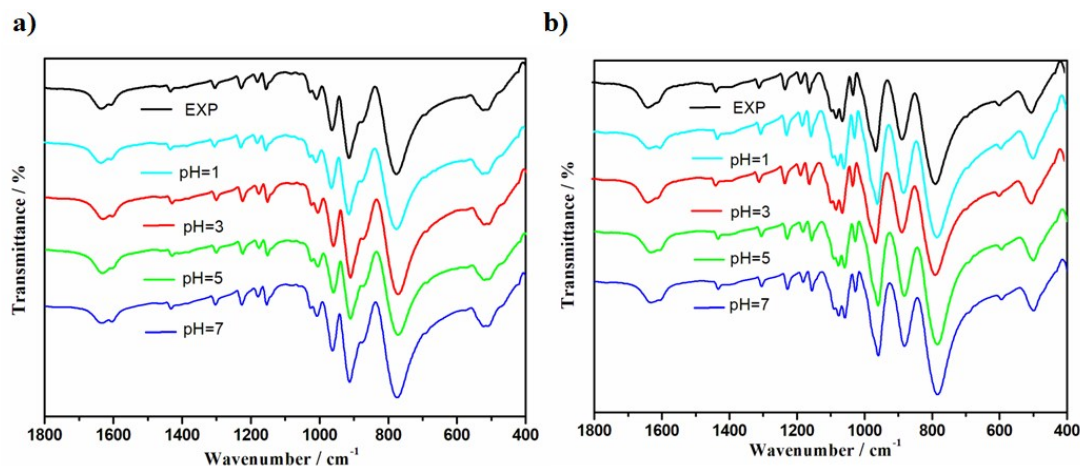 a)
EXP
pH=1
pH=3
pH=5
pH=7
Transmittance / %
1800 1600 1400 1200 1000 800 600 400
Wavenumber / cm⁻¹
b)
EXP
pH=1
pH=3
pH=5
pH=7
Transmittance / %
1800 1600 1400 1200 1000 800 600 400
Wavenumber / cm⁻¹